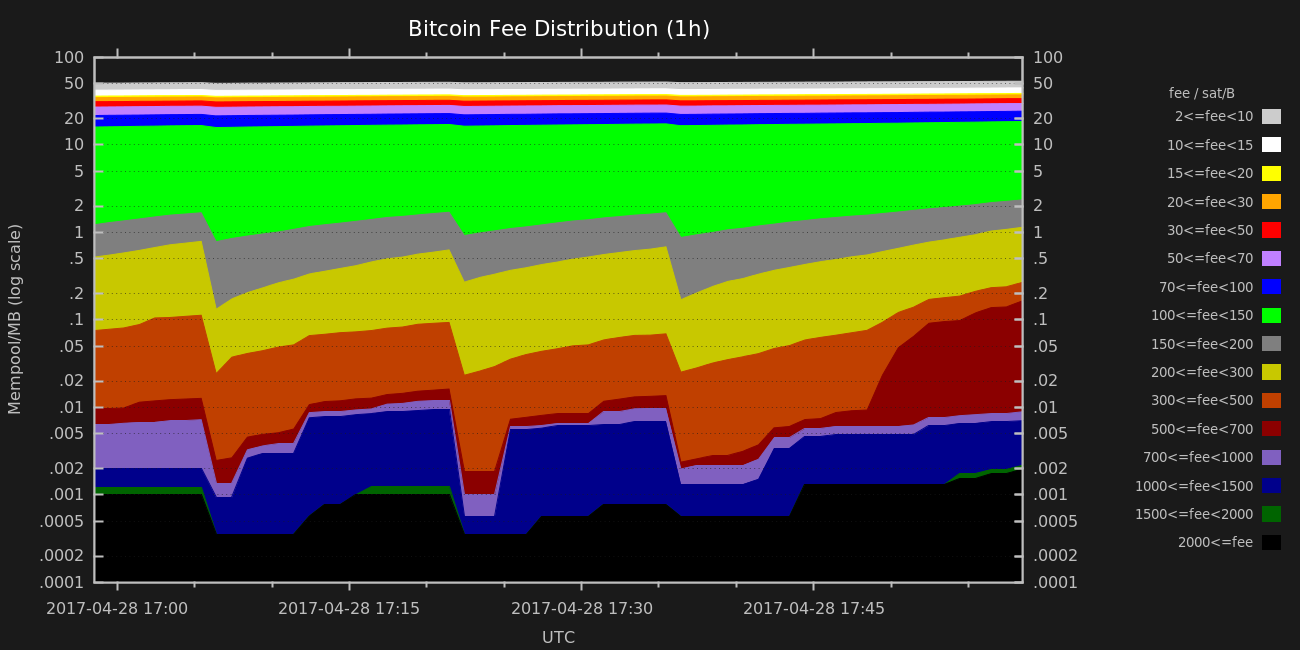 Bitcoin Fee Distribution (1h)
Mempool/MB (log scale)
100
50
20
10
5
2
1
.5
.2
.1
.05
.02
.01
.005
.002
.001
.0005
.0002
.0001
100
50
20
10
5
2
1
.5
.2
.1
.05
.02
.01
.005
.002
.001
.0005
.0002
.0001
2017-04-28 17:00
2017-04-28 17:15
2017-04-28 17:30
2017-04-28 17:45
UTC
fee / sat/B
2<=fee<10
10<=fee<15
15<=fee<20
20<=fee<30
30<=fee<50
50<=fee<70
70<=fee<100
100<=fee<150
150<=fee<200
200<=fee<300
300<=fee<500
500<=fee<700
700<=fee<1000
1000<=fee<1500
1500<=fee<2000
2000<=fee